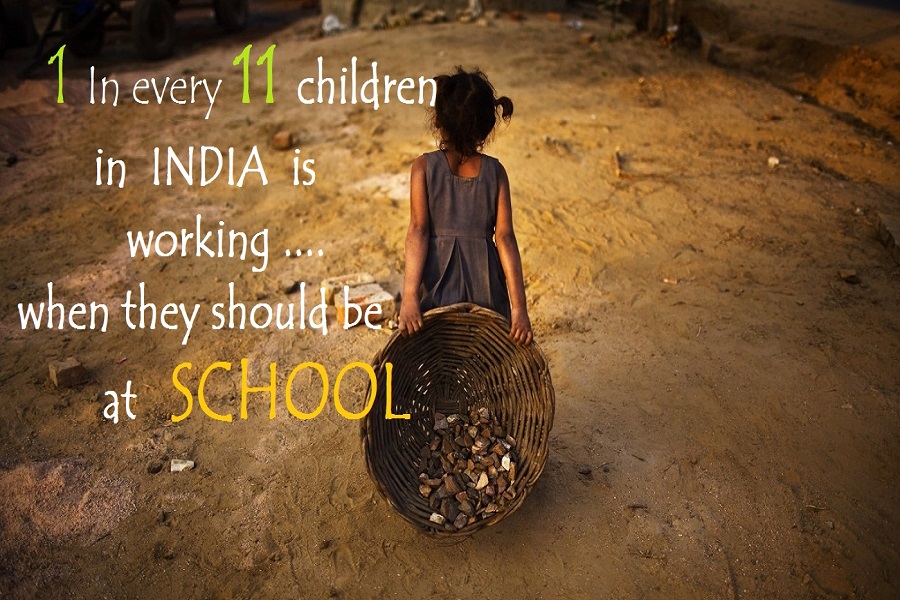 1 In every 11 children
in INDIA is
working ....
when they should be
at SCHOOL